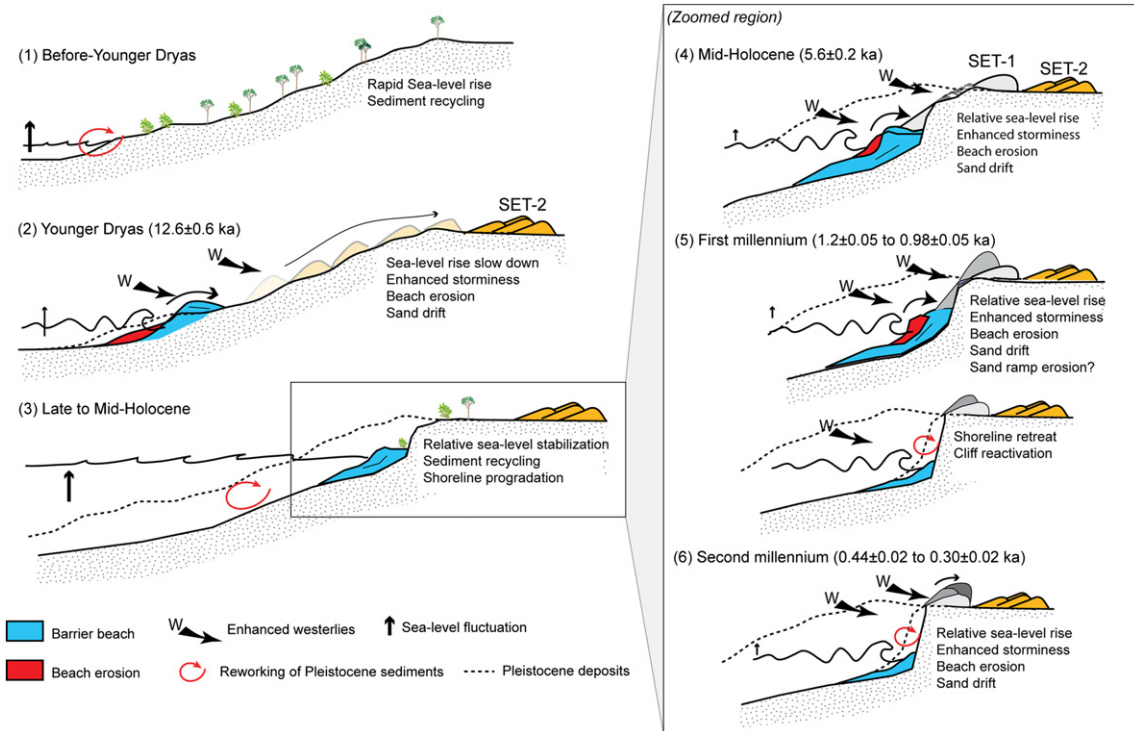 (1) Before-Younger Dryas
Rapid Sea-level rise
Sediment recycling
(2) Younger Dryas (12.6±0.6 ka)
SET-2
W
W
Sea-level rise slow down
Enhanced storminess
Beach erosion
Sand drift
(3) Late to Mid-Holocene
Relative sea-level stabilization
Sediment recycling
Shoreline progradation
Barrier beach
W
Enhanced westerlies
Sea-level fluctuation
Beach erosion
Reworking of Pleistocene sediments
Pleistocene deposits
(Zoomed region)
(4) Mid-Holocene (5.6±0.2 ka)
SET-1
SET-2
W
W
Relative sea-level rise
Enhanced storminess
Beach erosion
Sand drift
(5) First millennium (1.2±0.05 to 0.98±0.05 ka)
W
W
Relative sea-level rise
Enhanced storminess
Beach erosion
Sand drift
Sand ramp erosion?
W
Shoreline retreat
Cliff reactivation
(6) Second millennium (0.44±0.02 to 0.30±0.02 ka)
W
W
Relative sea-level rise
Enhanced storminess
Beach erosion
Sand drift